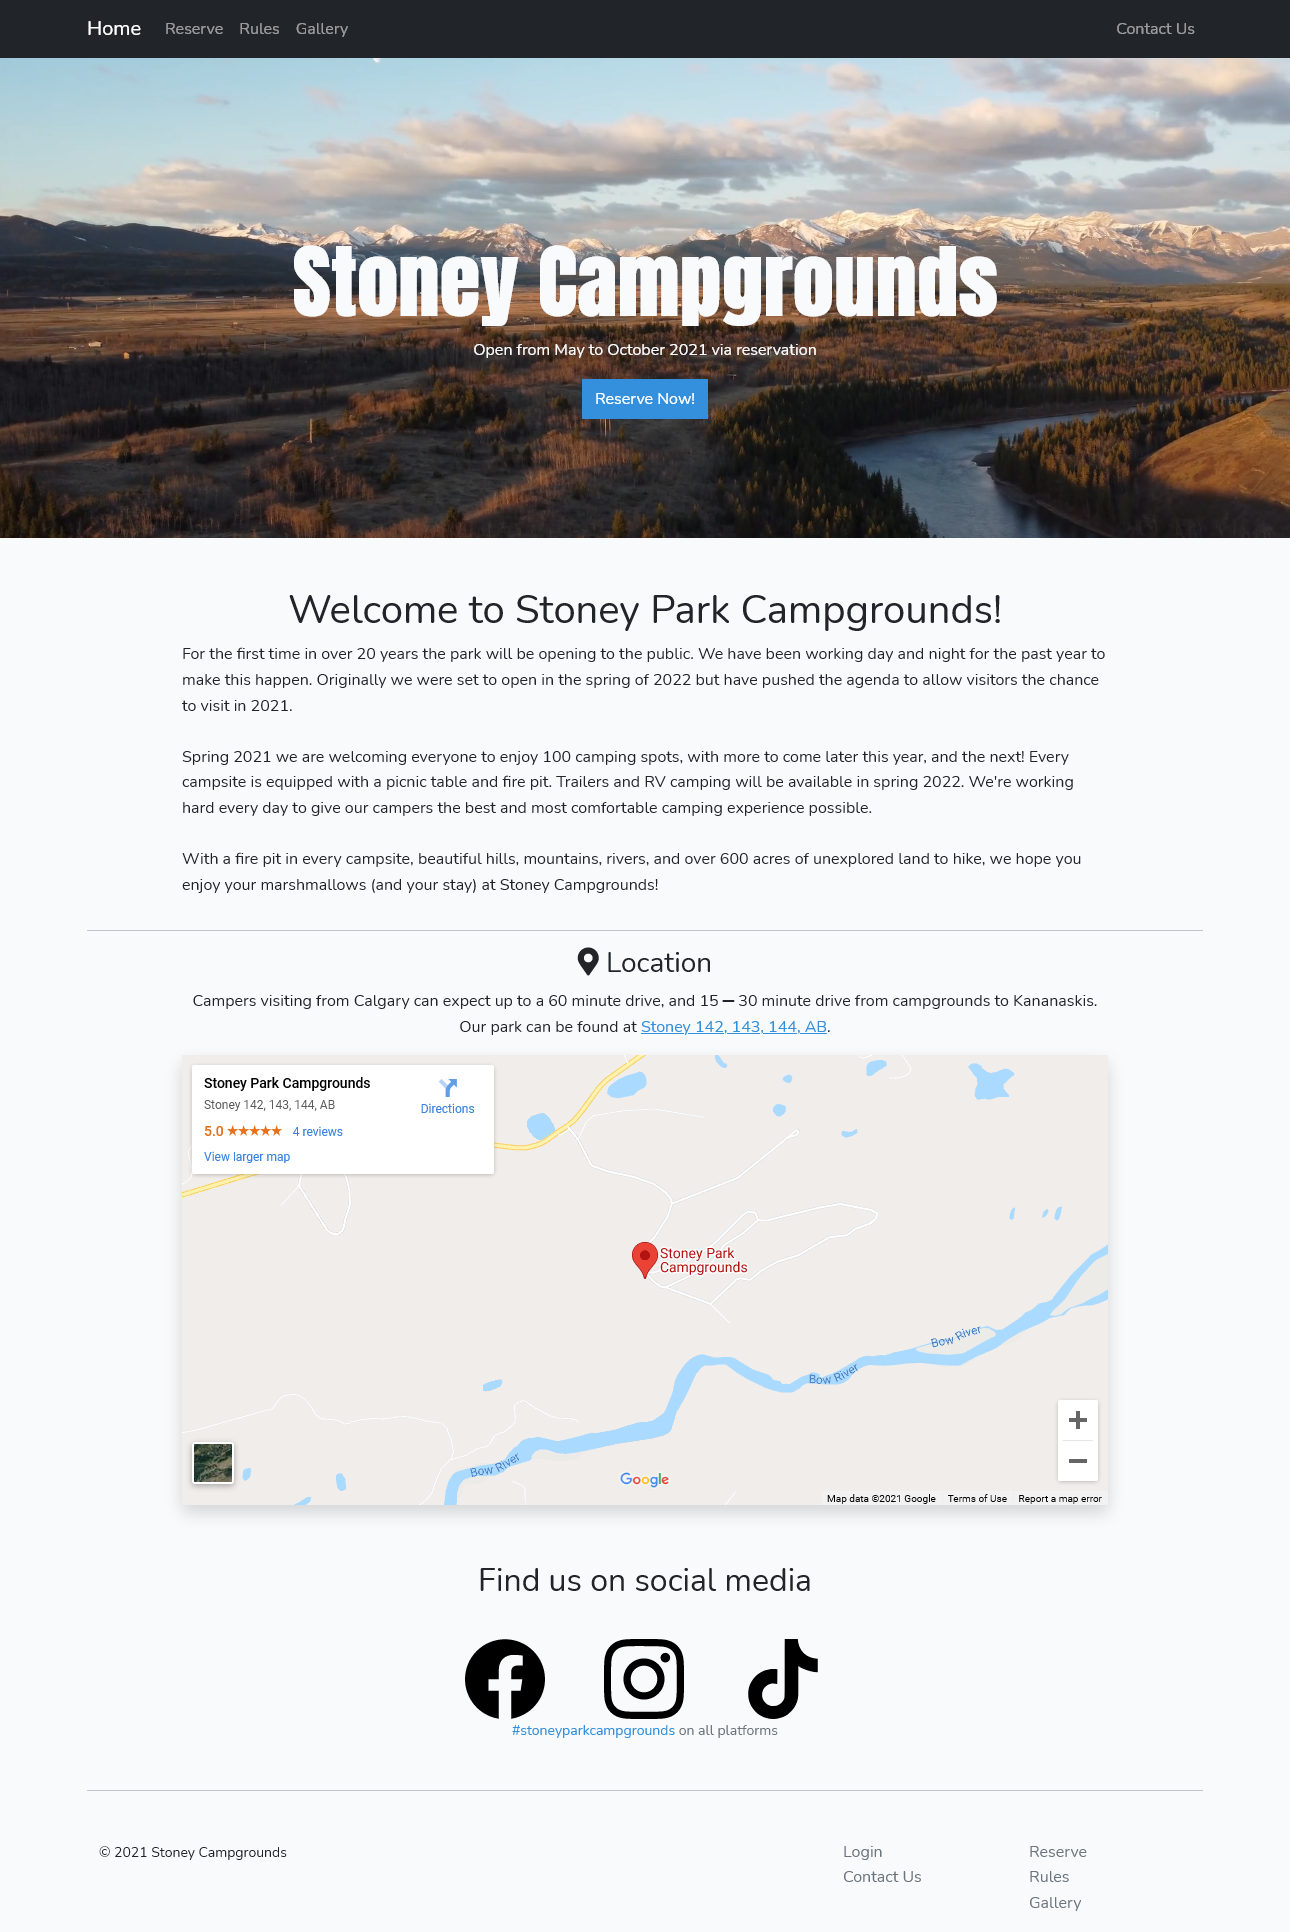 Home Reserve Rules Gallery Contact Us
Stoney Campgrounds
Open from May to October 2021 via reservation
Reserve Now!
Welcome to Stoney Park Campgrounds!
For the first time in over 20 years the park will be opening to the public. We have been working day and night for the past year to
make this happen. Originally we were set to open in the spring of 2022 but have pushed the agenda to allow visitors the chance
to visit in 2021.
Spring 2021 we are welcoming everyone to enjoy 100 camping spots, with more to come later this year, and the next! Every
campsite is equipped with a picnic table and fire pit. Trailers and RV camping will be available in spring 2022. We're working
hard every day to give our campers the best and most comfortable camping experience possible.
With a fire pit in every campsite, beautiful hills, mountains, rivers, and over 600 acres of unexplored land to hike, we hope you
enjoy your marshmallows (and your stay) at Stoney Campgrounds!
Location
Campers visiting from Calgary can expect up to a 60 minute drive, and 15 — 30 minute drive from campgrounds to Kananaskis.
Our park can be found at Stoney 142, 143, 144, AB.
Stoney Park Campgrounds
Stoney 142, 143, 144, AB
Directions
5.0 ★★★★★ 4 reviews
View larger map
Stoney Park
Campgrounds
Bow River
Bow River
Bow River
Google
Map data ©2021 Google Terms of Use Report a map error
Find us on social media
#stoneyparkcampgrounds on all platforms
© 2021 Stoney Campgrounds
Login
Contact Us
Reserve
Rules
Gallery